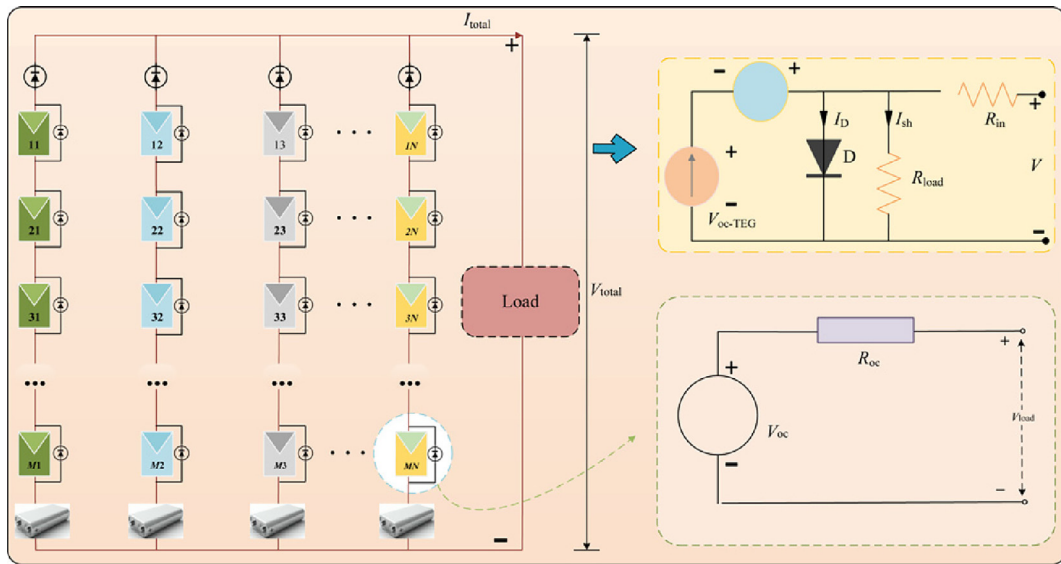 I_total
+
11 12 13 ... 1N
21 22 23 ... 2N
31 32 33 ... 3N
... ... ... ...
M1 M2 M3 ... MN
Load
−
V_total
− +
+
−
V_oc-TEG
I_D
D
I_sh
R_load
R_in
+
V
−
R_oc
+
V_oc
−
+
V_load
−